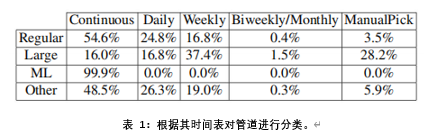 Continuous Daily Weekly Biweekly/Monthly ManualPick
Regular 54.6% 24.8% 16.8% 0.4% 3.5%
Large 16.0% 16.8% 37.4% 1.5% 28.2%
ML 99.9% 0.0% 0.0% 0.0% 0.0%
Other 48.5% 26.3% 19.0% 0.3% 5.9%
表 1：根据其时间表对管道进行分类。↵